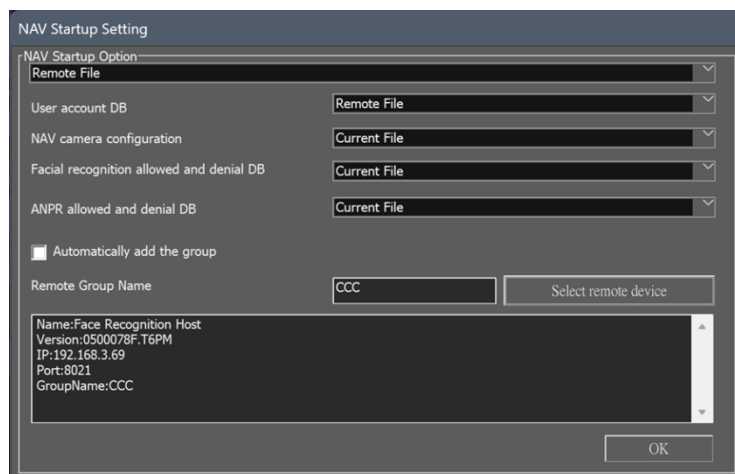 NAV Startup Setting
NAV Startup Option
Remote File
User account DB Remote File
NAV camera configuration Current File
Facial recognition allowed and denial DB Current File
ANPR allowed and denial DB Current File
Automatically add the group
Remote Group Name CCC Select remote device
Name:Face Recognition Host
Version:0500078F.T6PM
IP:192.168.3.69
Port:8021
GroupName:CCC
OK